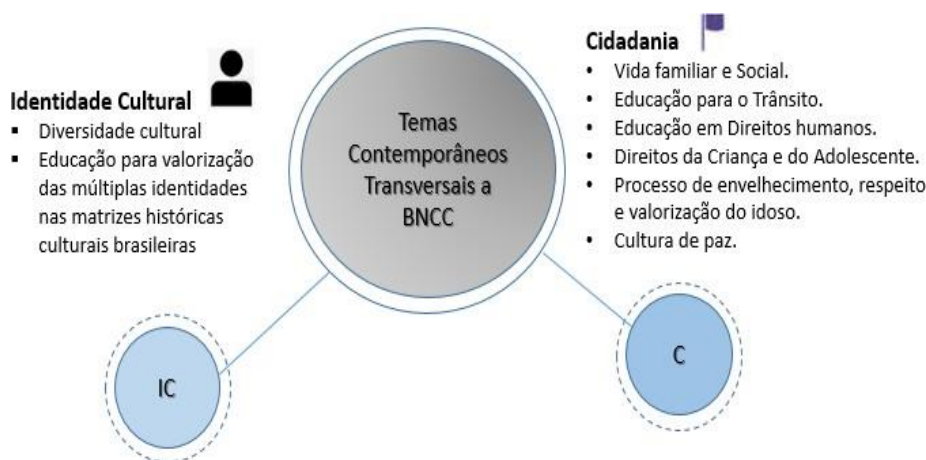 Identidade Cultural
▪ Diversidade cultural
▪ Educação para valorização
das múltiplas identidades
nas matrizes históricas
culturais brasileiras
Temas
Contemporâneos
Transversais a
BNCC
Cidadania
• Vida familiar e Social.
• Educação para o Trânsito.
• Educação em Direitos humanos.
• Direitos da Criança e do Adolescente.
• Processo de envelhecimento, respeito
e valorização do idoso.
• Cultura de paz.
IC
C